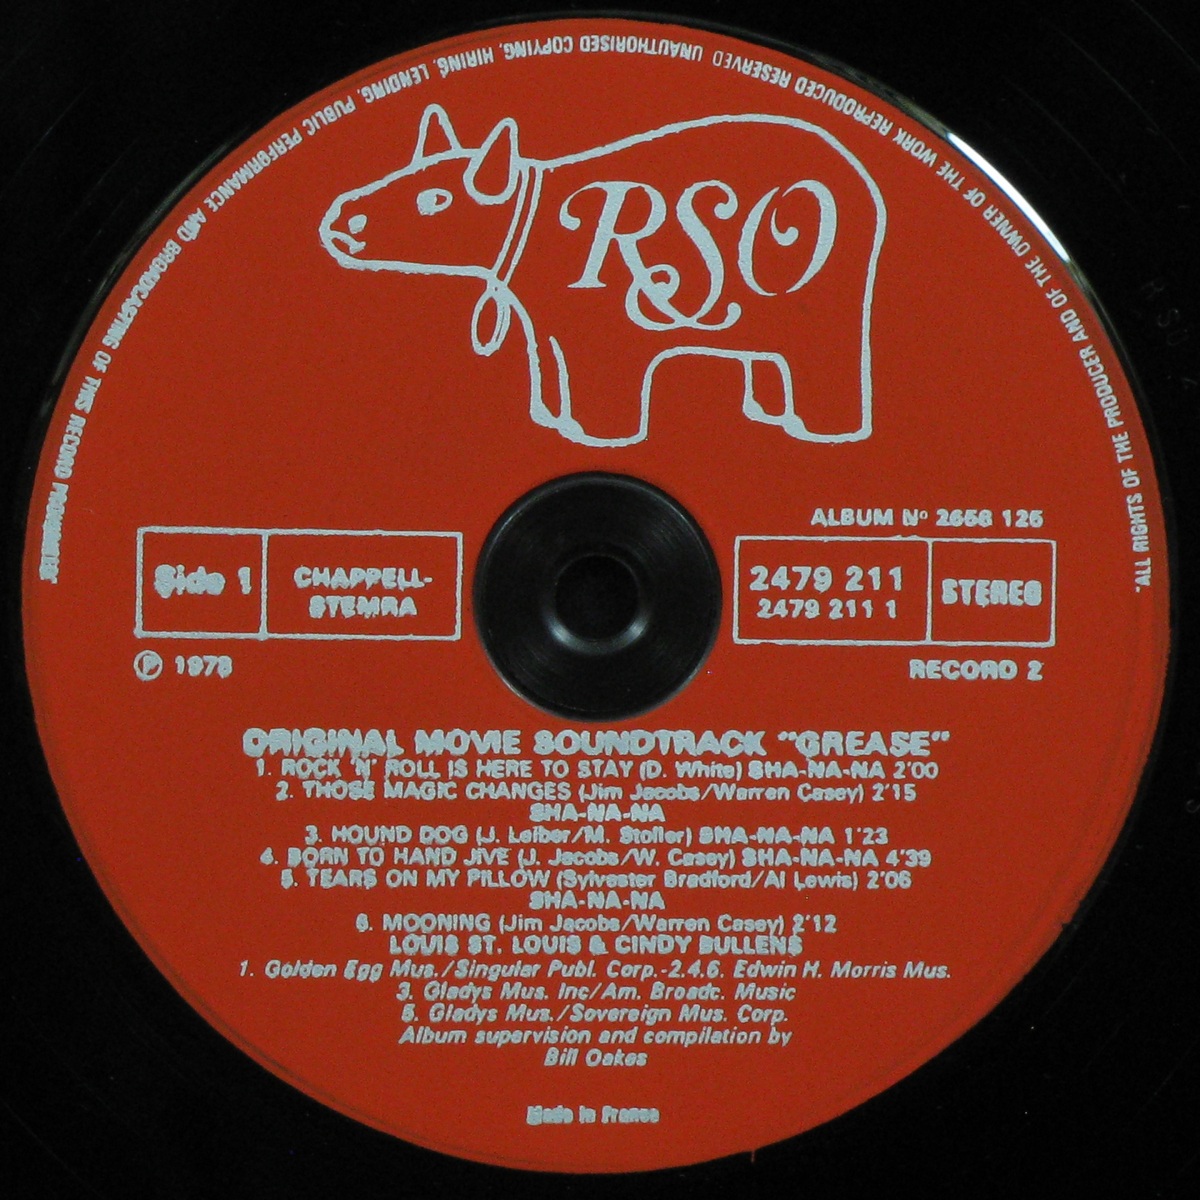 "ALL RIGHTS OF THE PRODUCER AND OF THE OWNER OF THE WORK REPRODUCED RESERVED UNAUTHORISED COPYING, HIRING, LENDING, PUBLIC PERFORMANCE AND BROADCASTING OF THIS RECORD PROHIBITED"
RSO
ALBUM Nº 2658 125
Side 1
CHAPPELL-
STEMRA
2479 211
2479 211 1
STEREO
℗ 1978
RECORD 2
ORIGINAL MOVIE SOUNDTRACK "GREASE"
1. ROCK 'N' ROLL IS HERE TO STAY (D. White) SHA-NA-NA 2'00
2. THOSE MAGIC CHANGES (Jim Jacobs/Warren Casey) 2'15
SHA-NA-NA
3. HOUND DOG (J. Leiber/M. Stoller) SHA-NA-NA 1'23
4. BORN TO HAND JIVE (J. Jacobs/W. Casey) SHA-NA-NA 4'39
5. TEARS ON MY PILLOW (Sylvester Bradford/Al Lewis) 2'06
SHA-NA-NA
6. MOONING (Jim Jacobs/Warren Casey) 2'12
LOUIS ST. LOUIS & CINDY BULLENS
1. Golden Egg Mus./Singular Publ. Corp.-2.4.6. Edwin H. Morris Mus.
3. Gladys Mus. Inc/Am. Broadc. Music
5. Gladys Mus./Sovereign Mus. Corp.
Album supervision and compilation by
Bill Oakes
Made in France